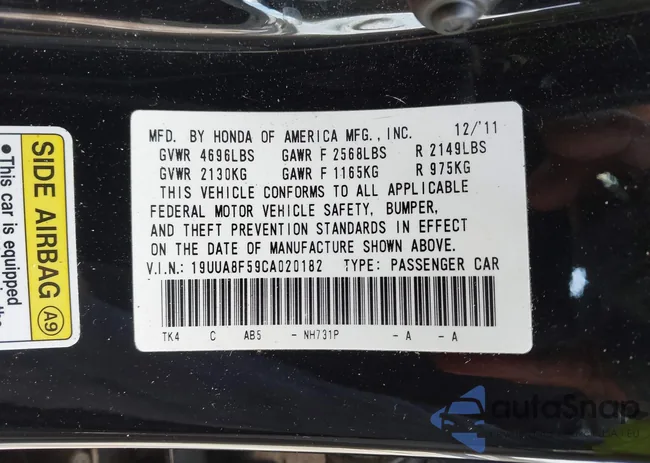 MFD. BY HONDA OF AMERICA MFG., INC. 12/'11
GVWR 4696LBS GAWR F 2568LBS R 2149LBS
GVWR 2130KG GAWR F 1165KG R 975KG
THIS VEHICLE CONFORMS TO ALL APPLICABLE
FEDERAL MOTOR VEHICLE SAFETY, BUMPER,
AND THEFT PREVENTION STANDARDS IN EFFECT
ON THE DATE OF MANUFACTURE SHOWN ABOVE.
V.I.N.: 19UUA8F59CA020182 TYPE: PASSENGER CAR
TK4 C AB5 - NH731P - A - A
SIDE AIRBAG A9
•This car is equipped
autoSnap